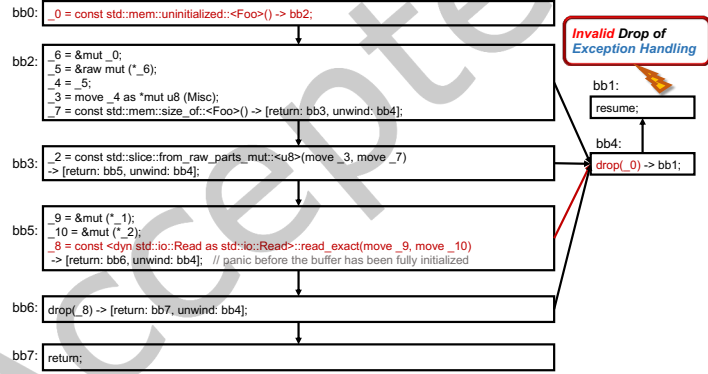 bb0: _0 = const std::mem::uninitialized::<Foo>() -> bb2;
Invalid Drop of
Exception Handling
bb2: _6 = &mut _0;
_5 = &raw mut (*_6);
_4 = _5;
_3 = move _4 as *mut u8 (Misc);
_7 = const std::mem::size_of::<Foo>() -> [return: bb3, unwind: bb4];
bb1:
resume;
bb4:
drop(_0) -> bb1;
bb3: _2 = const std::slice::from_raw_parts_mut::<u8>(move _3, move _7)
-> [return: bb5, unwind: bb4];
bb5: _9 = &mut (*_1);
_10 = &mut (*_2);
_8 = const <dyn std::io::Read as std::io::Read>::read_exact(move _9, move _10)
-> [return: bb6, unwind: bb4]; // panic before the buffer has been fully initialized
bb6: drop(_8) -> [return: bb7, unwind: bb4];
bb7: return;
Accepte